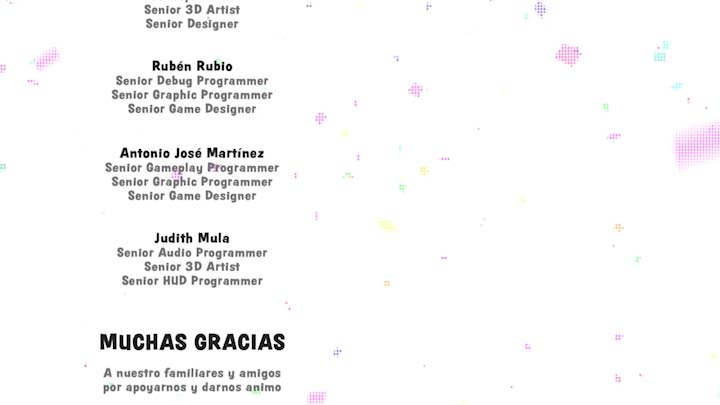 Senior 3D Artist
Senior Designer
Rubén Rubio
Senior Debug Programmer
Senior Graphic Programmer
Senior Game Designer
Antonio José Martínez
Senior Gameplay Programmer
Senior Graphic Programmer
Senior Game Designer
Judith Mula
Senior Audio Programmer
Senior 3D Artist
Senior HUD Programmer
MUCHAS GRACIAS
A nuestro familiares y amigos
por apoyarnos y darnos animo